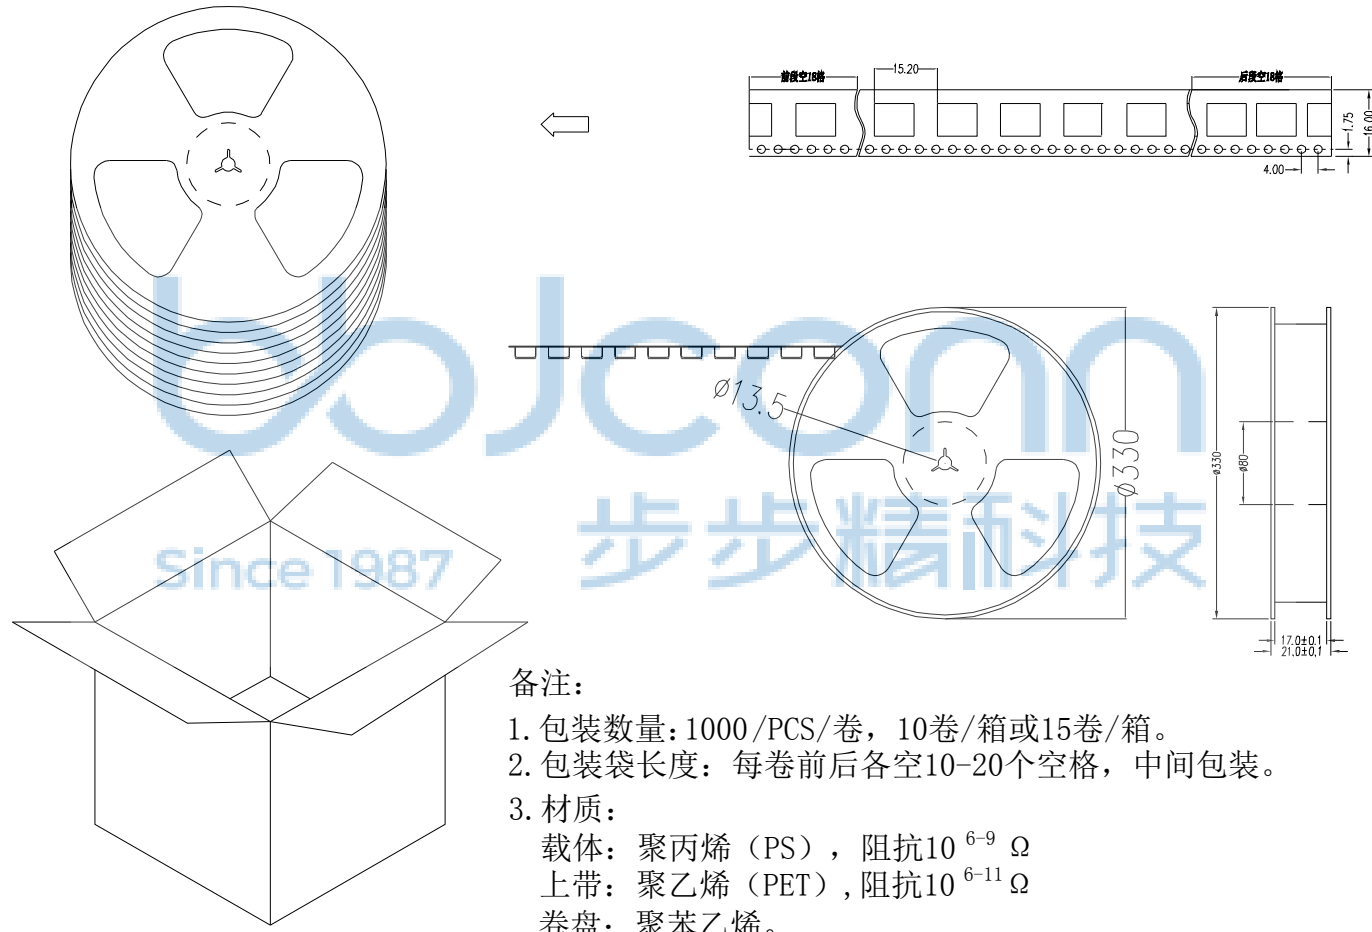 前段空18格
15.20
后段空18格
1.75
16.00
4.00
bbjconn
ø13.5
ø330
ø330
ø80
步步精科技
Since 1987
17.0±0.1
21.0±0.1
备注：
1.包装数量:1000/PCS/卷，10卷/箱或15卷/箱。
2.包装袋长度：每卷前后各空10-20个空格，中间包装。
3.材质：
载体：聚丙烯（PS），阻抗10 6-9 Ω
上带：聚乙烯（PET）,阻抗10 6-11 Ω
卷盘：聚苯乙烯。